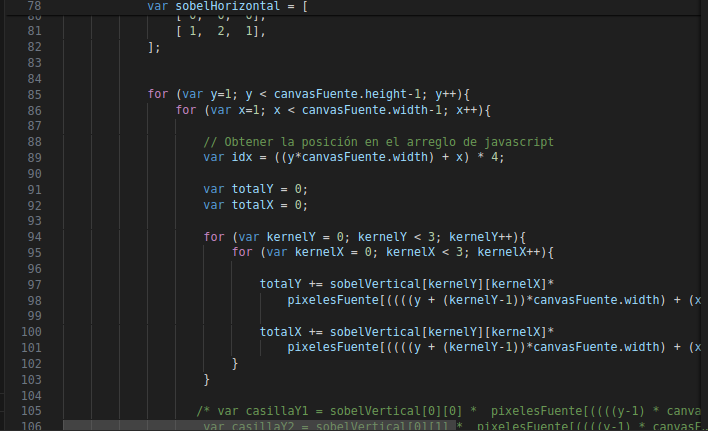 78 var sobelHorizontal = [
80 [ 0, 0, 0],
81 [ 1, 2, 1],
82 ];
83
84
85 for (var y=1; y < canvasFuente.height-1; y++){
86 for (var x=1; x < canvasFuente.width-1; x++){
87
88 // Obtener la posición en el arreglo de javascript
89 var idx = ((y*canvasFuente.width) + x) * 4;
90
91 var totalY = 0;
92 var totalX = 0;
93
94 for (var kernelY = 0; kernelY < 3; kernelY++){
95 for (var kernelX = 0; kernelX < 3; kernelX++){
96
97 totalY += sobelVertical[kernelY][kernelX]*
98 pixelesFuente[((((y + (kernelY-1))*canvasFuente.width) + (x
99
100 totalX += sobelVertical[kernelY][kernelX]*
101 pixelesFuente[((((y + (kernelY-1))*canvasFuente.width) + (x
102 }
103 }
104
105 /* var casillaY1 = sobelVertical[0][0] * pixelesFuente[((((y-1) * canva
106 var casillaY2 = sobelVertical[0][1] * pixelesFuente[((((y-1) * canvasF